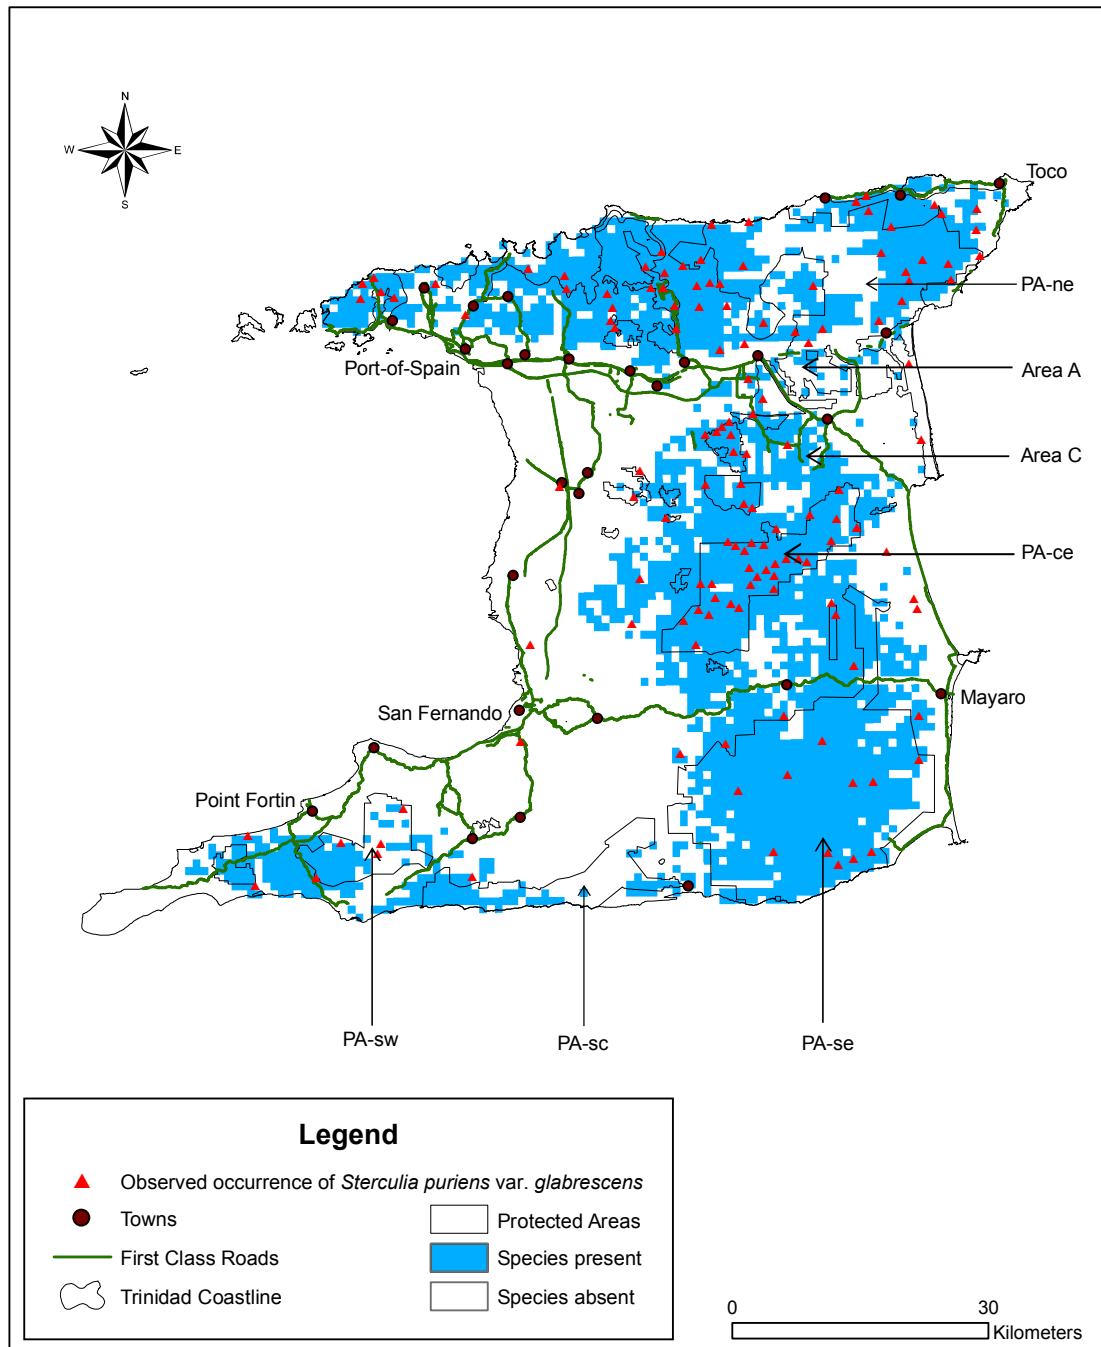 N
W E
S
Toco
PA-ne
Port-of-Spain
Area A
Area C
PA-ce
San Fernando
Mayaro
Point Fortin
PA-sw
PA-sc
PA-se
Legend
Observed occurrence of Sterculia puriens var. glabrescens
Towns
Protected Areas
First Class Roads
Species present
Trinidad Coastline
Species absent
0 30
Kilometers